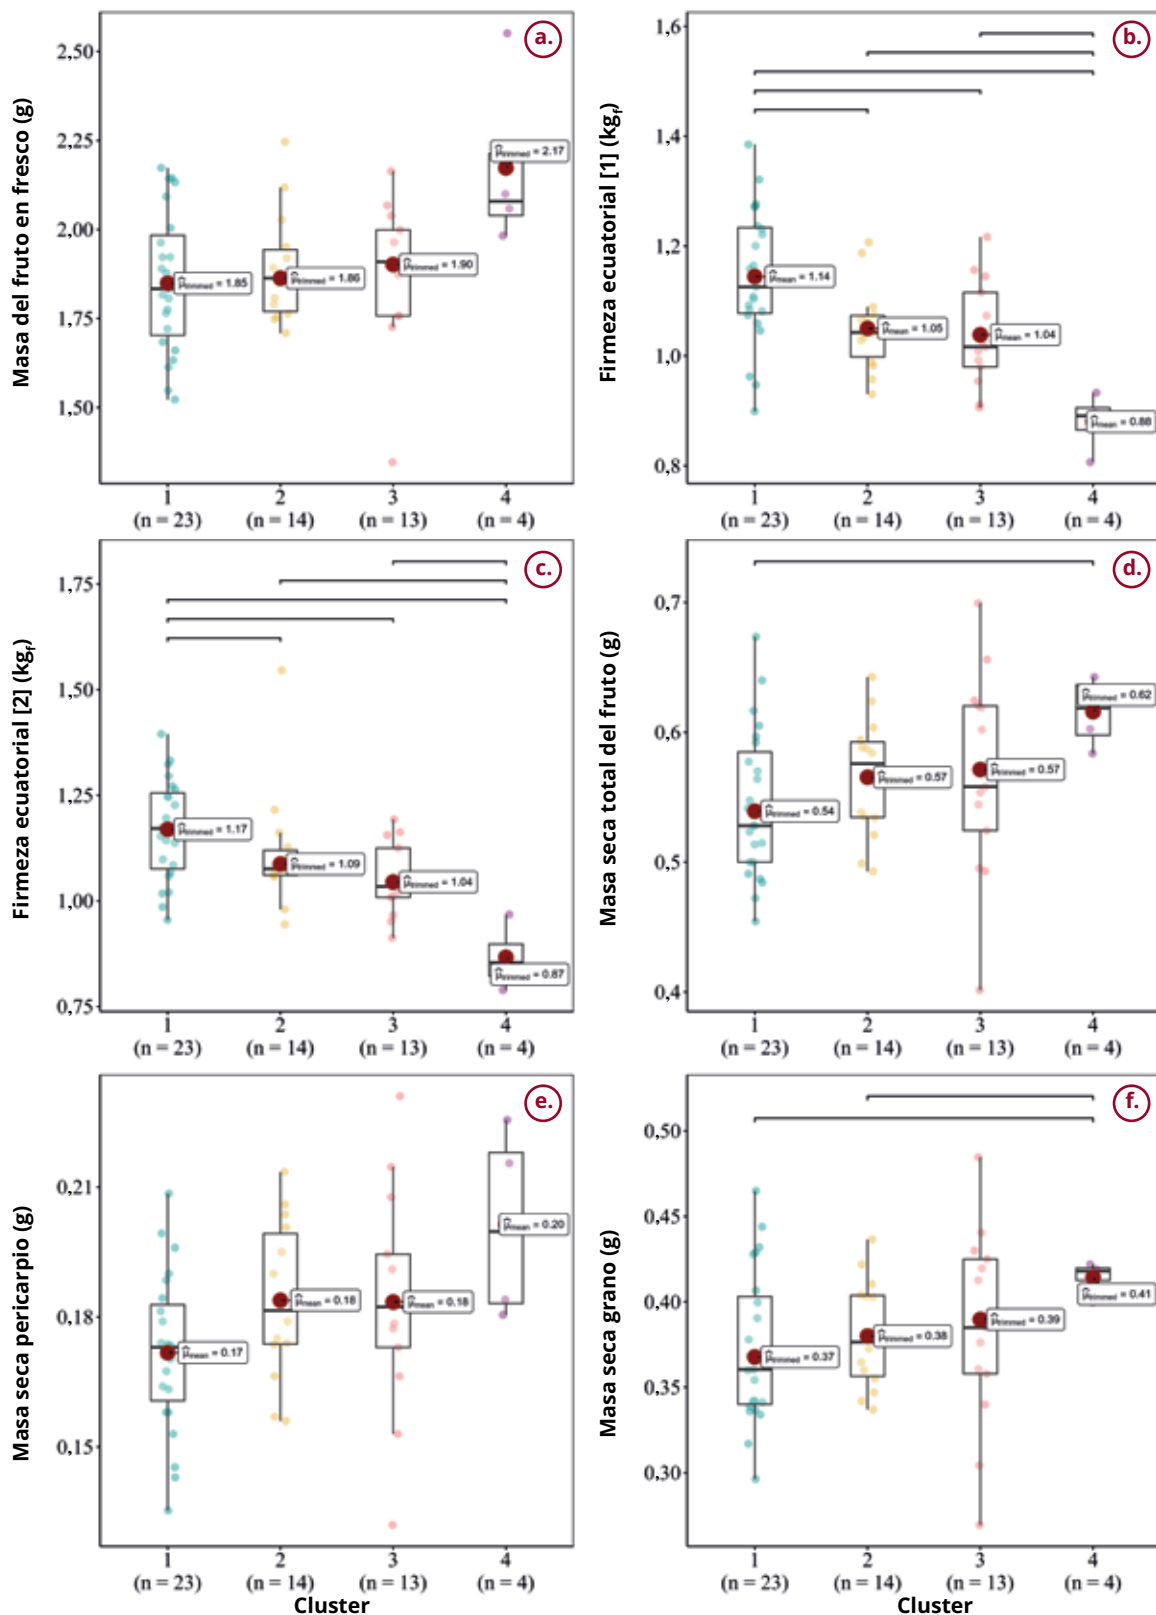 a.
Masa del fruto en fresco (g)
2,50
2,25
2,00
1,75
1,50
μ̂trimmed = 1.85
μ̂trimmed = 1.86
μ̂trimmed = 1.90
μ̂trimmed = 2.17
1 2 3 4
(n = 23) (n = 14) (n = 13) (n = 4)
b.
Firmeza ecuatorial [1] (kgf)
1,6
1,4
1,2
1,0
0,8
μ̂mean = 1.14
μ̂mean = 1.05
μ̂mean = 1.04
μ̂mean = 0.88
1 2 3 4
(n = 23) (n = 14) (n = 13) (n = 4)
c.
Firmeza ecuatorial [2] (kgf)
1,75
1,50
1,25
1,00
0,75
μ̂trimmed = 1.17
μ̂trimmed = 1.09
μ̂trimmed = 1.04
μ̂trimmed = 0.87
1 2 3 4
(n = 23) (n = 14) (n = 13) (n = 4)
d.
Masa seca total del fruto (g)
0,7
0,6
0,5
0,4
μ̂trimmed = 0.54
μ̂trimmed = 0.57
μ̂trimmed = 0.57
μ̂trimmed = 0.62
1 2 3 4
(n = 23) (n = 14) (n = 13) (n = 4)
e.
Masa seca pericarpio (g)
0,21
0,18
0,15
μ̂mean = 0.17
μ̂mean = 0.18
μ̂mean = 0.18
μ̂mean = 0.20
1 2 3 4
(n = 23) (n = 14) (n = 13) (n = 4)
Cluster
f.
Masa seca grano (g)
0,50
0,45
0,40
0,35
0,30
μ̂trimmed = 0.37
μ̂trimmed = 0.38
μ̂trimmed = 0.39
μ̂trimmed = 0.41
1 2 3 4
(n = 23) (n = 14) (n = 13) (n = 4)
Cluster